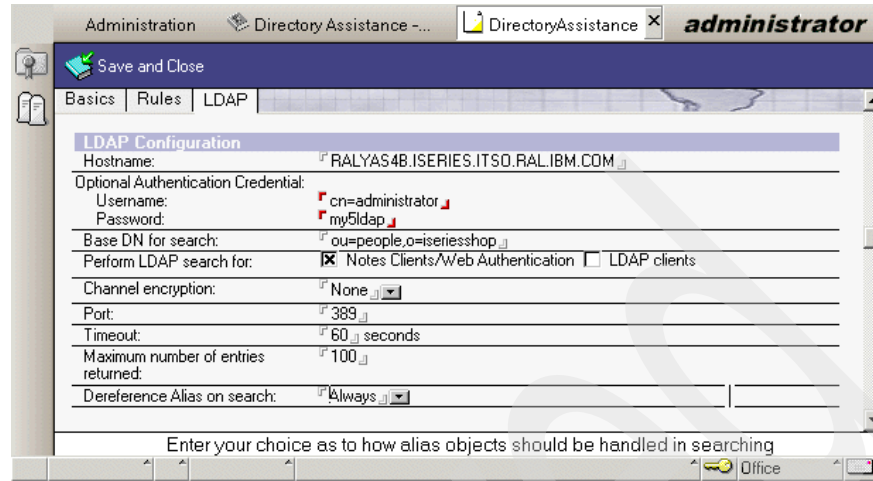 Administration Directory Assistance -... DirectoryAssistance administrator
Save and Close
Basics Rules LDAP
LDAP Configuration
Hostname: RALYAS4B.ISERIES.ITSO.RAL.IBM.COM
Optional Authentication Credential:
Username: cn=administrator
Password: my5ldap
Base DN for search: ou=people,o=iseriesshop
Perform LDAP search for: Notes Clients/Web Authentication LDAP clients
Channel encryption: None
Port: 389
Timeout: 60 seconds
Maximum number of entries 100
returned:
Dereference Alias on search: Always
Enter your choice as to how alias objects should be handled in searching
Office